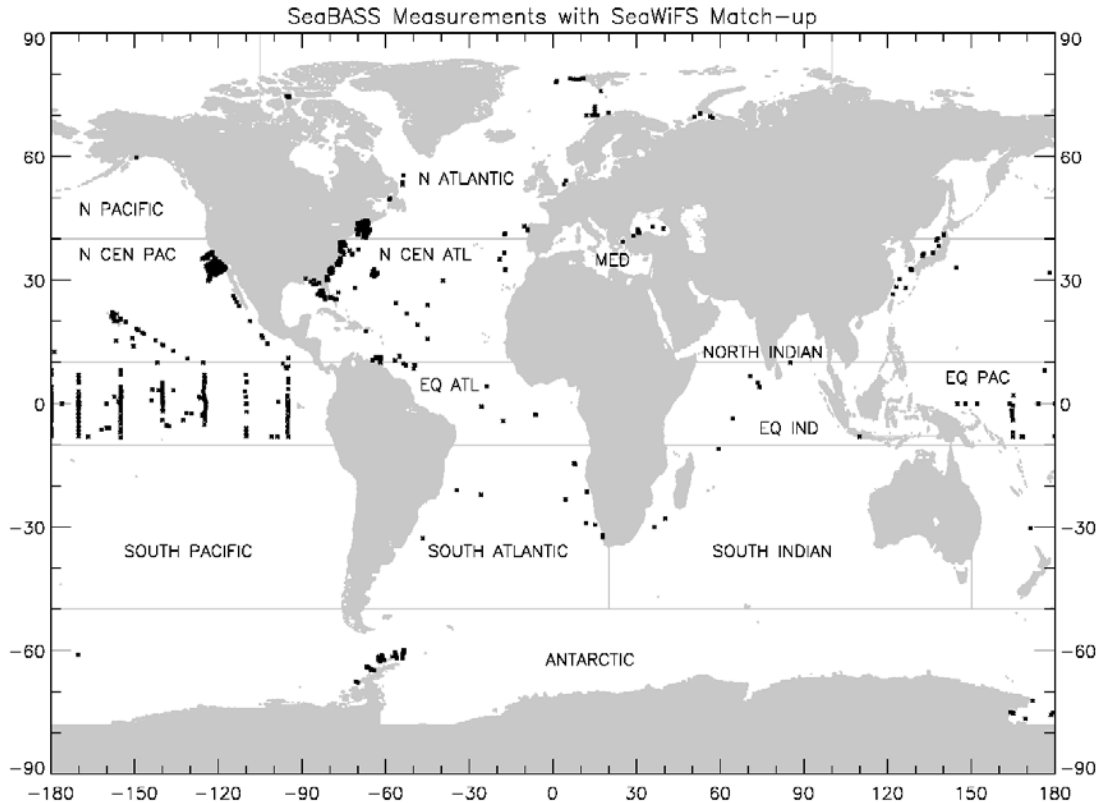 SeaBASS Measurements with SeaWiFS Match-up
90 90
60 N ATLANTIC 60
N PACIFIC
N CEN PAC N CEN ATL
MED
30 30
NORTH INDIAN
EQ ATL EQ PAC
0 0
EQ IND
-30 -30
SOUTH PACIFIC SOUTH ATLANTIC SOUTH INDIAN
-60 -60
ANTARCTIC
-90 -90
-180 -150 -120 -90 -60 -30 0 30 60 90 120 150 180